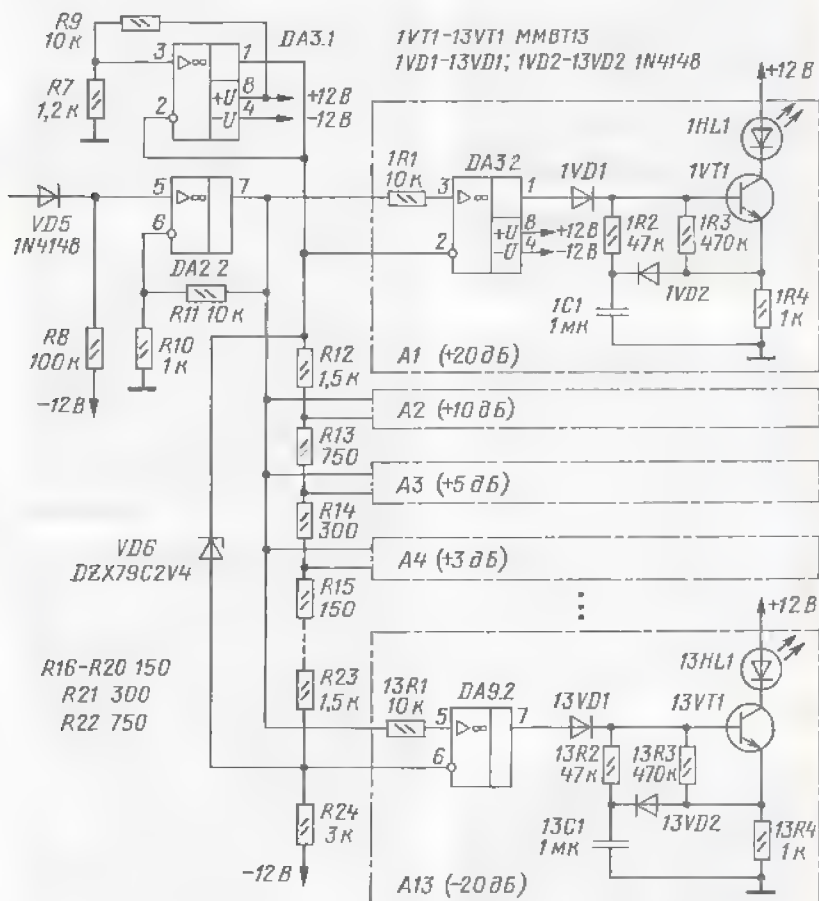 R9
10 к
DA3.1
1VT1-13VT1 MMBT13
1VD1-13VD1; 1VD2-13VD2 1N4148
3
▷∞
1
+U 8
-U 4
+12 В
-12 В
2
R7
1,2 к
+12 В
1HL1
1R1
10 к
DA3.2
1VD1
1VT1
3
▷∞
1
+U 8
-U 4
+12 В
-12 В
2
1R2
47 к
1R3
470 к
1VD2
1C1
1 мк
1R4
1 к
A1 (+20 дБ)
VD5
1N4148
5
▷∞
7
6
DA2.2
R11 10 к
R8
100 к
R10
1 к
-12 В
R12
1,5 к
A2 (+10 дБ)
R13
750
A3 (+5 дБ)
R14
300
A4 (+3 дБ)
VD6
DZX79C2V4
R15
150
R16-R20 150
R21 300
R22 750
R23
1,5 к
+12 В
13HL1
13R1
10 к
DA9.2
13VD1
13VT1
5
▷∞
7
6
13R2
47 к
13R3
470 к
13VD2
R24
3 к
13C1
1 мк
13R4
1 к
-12 В
A13 (-20 дБ)